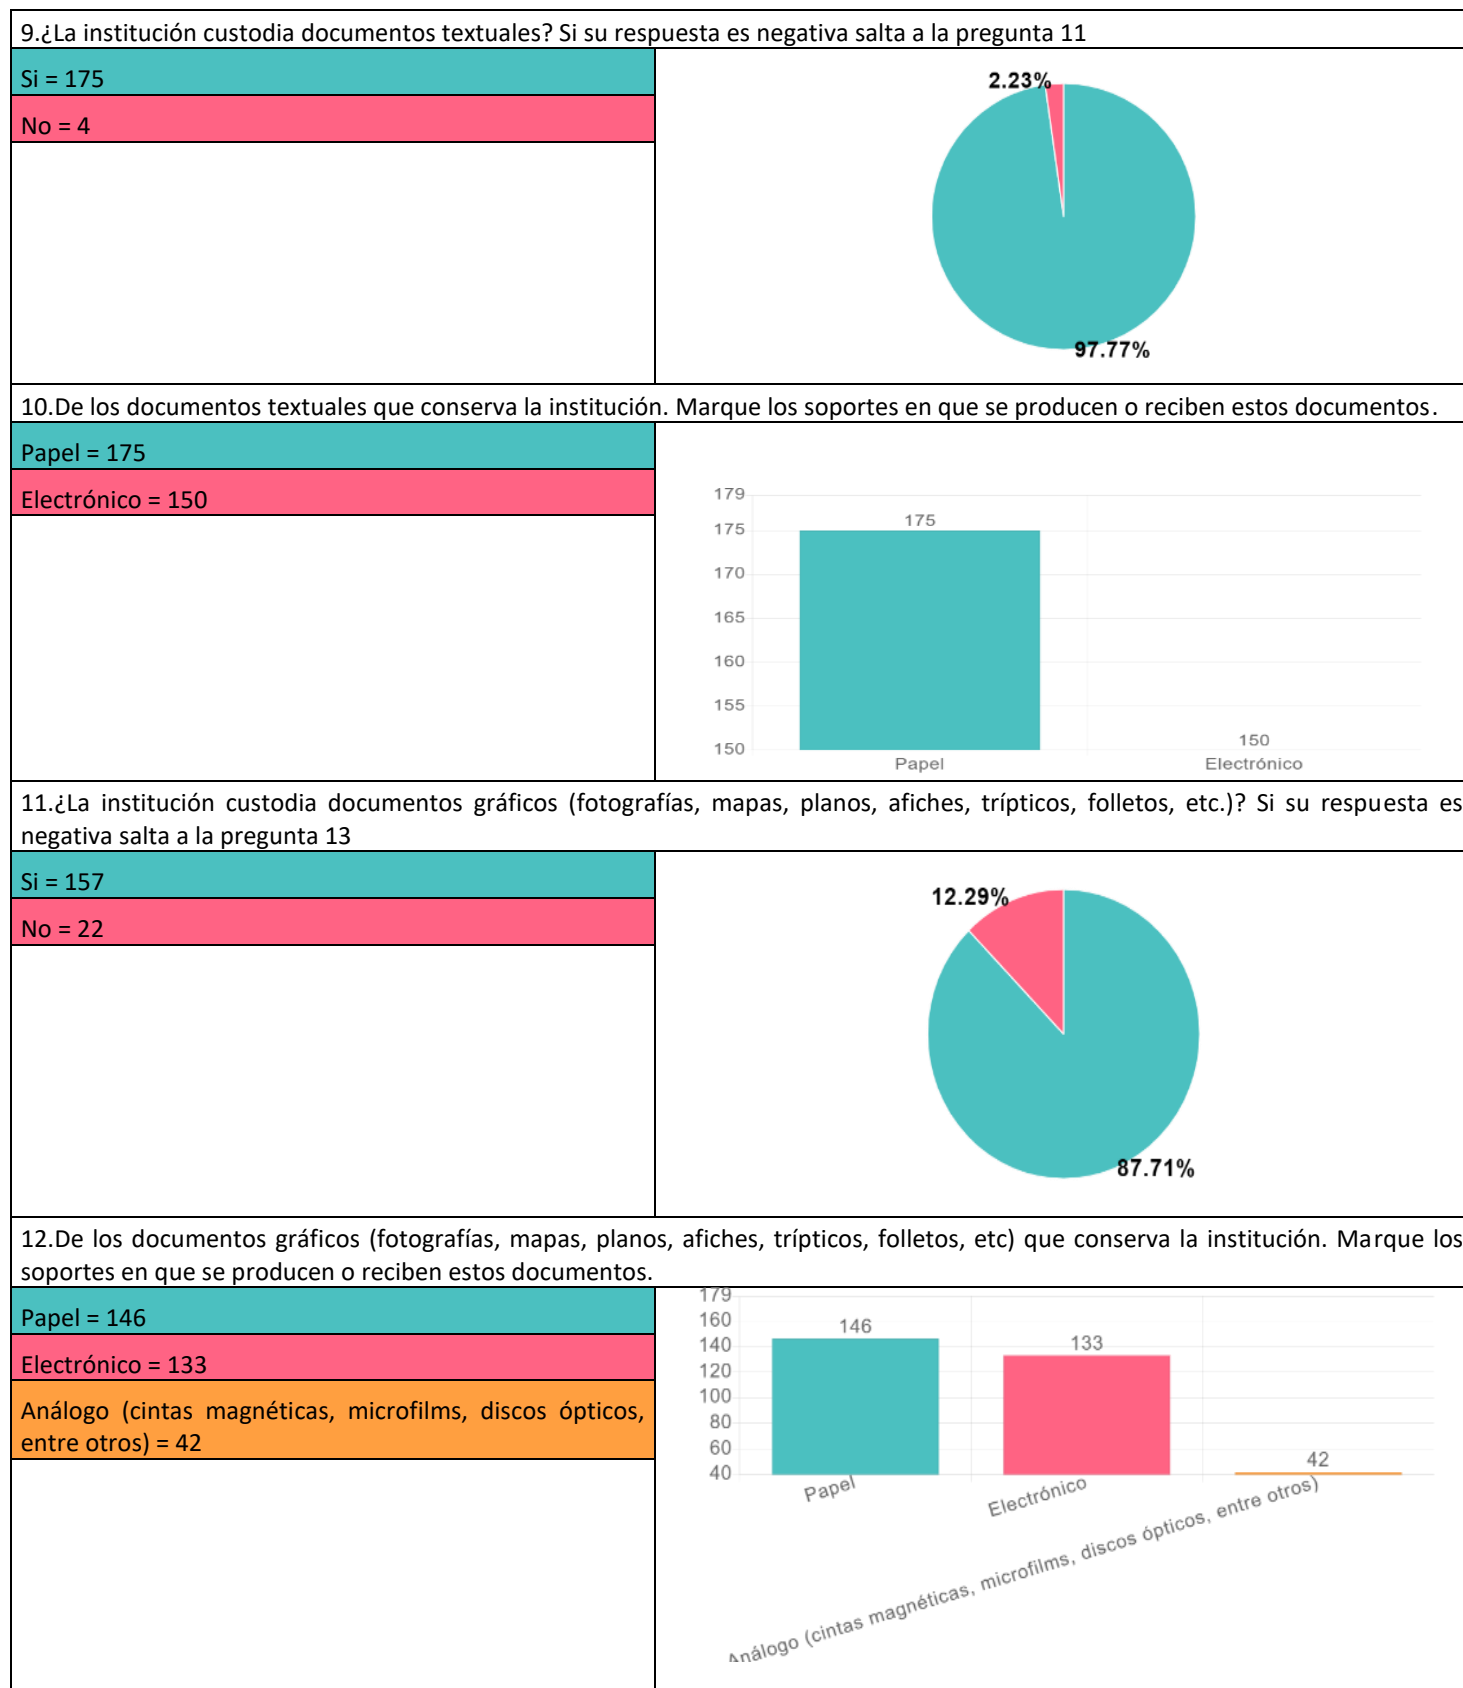 9.¿La institución custodia documentos textuales? Si su respuesta es negativa salta a la pregunta 11
Si = 175
No = 4
2.23%
97.77%
10.De los documentos textuales que conserva la institución. Marque los soportes en que se producen o reciben estos documentos.
Papel = 175
Electrónico = 150
179
175
170
165
160
155
150
175
150
Papel
Electrónico
11.¿La institución custodia documentos gráficos (fotografías, mapas, planos, afiches, trípticos, folletos, etc.)? Si su respuesta es
negativa salta a la pregunta 13
Si = 157
No = 22
12.29%
87.71%
12.De los documentos gráficos (fotografías, mapas, planos, afiches, trípticos, folletos, etc) que conserva la institución. Marque los
soportes en que se producen o reciben estos documentos.
Papel = 146
Electrónico = 133
Análogo (cintas magnéticas, microfilms, discos ópticos,
entre otros) = 42
179
160
140
120
100
80
60
40
146
133
42
Papel
Electrónico
Análogo (cintas magnéticas, microfilms, discos ópticos, entre otros)